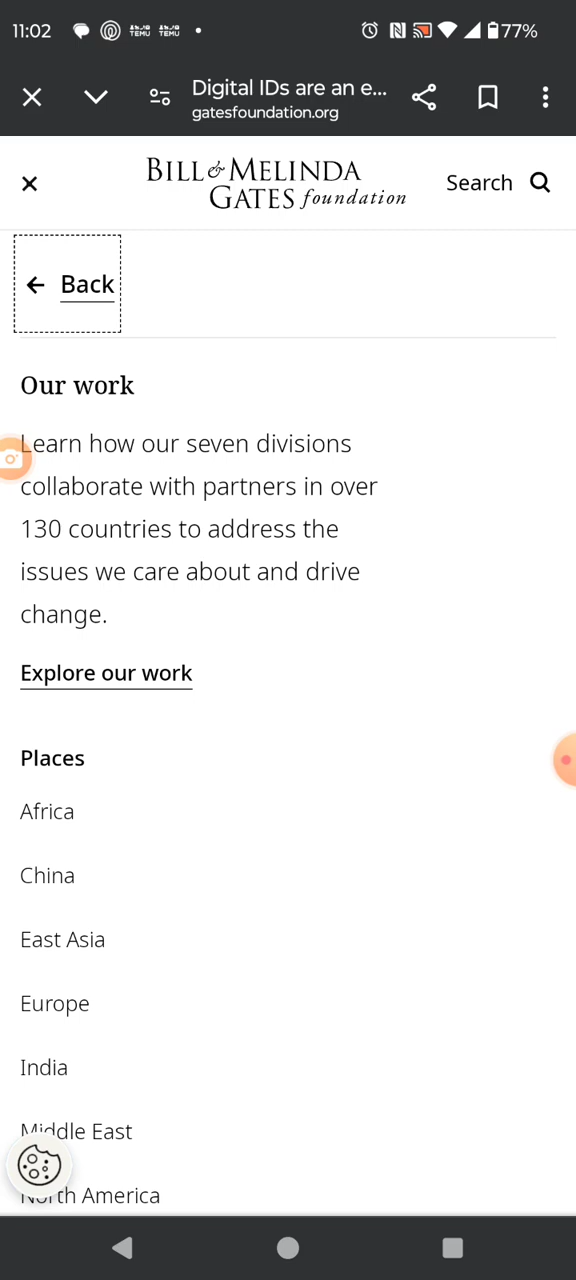 11:02
TEMU TEMU
77%
Digital IDs are an e...
gatesfoundation.org
BILL & MELINDA
GATES foundation
Search
Back
Our work
Learn how our seven divisions
collaborate with partners in over
130 countries to address the
issues we care about and drive
change.
Explore our work
Places
Africa
China
East Asia
Europe
India
Middle East
North America